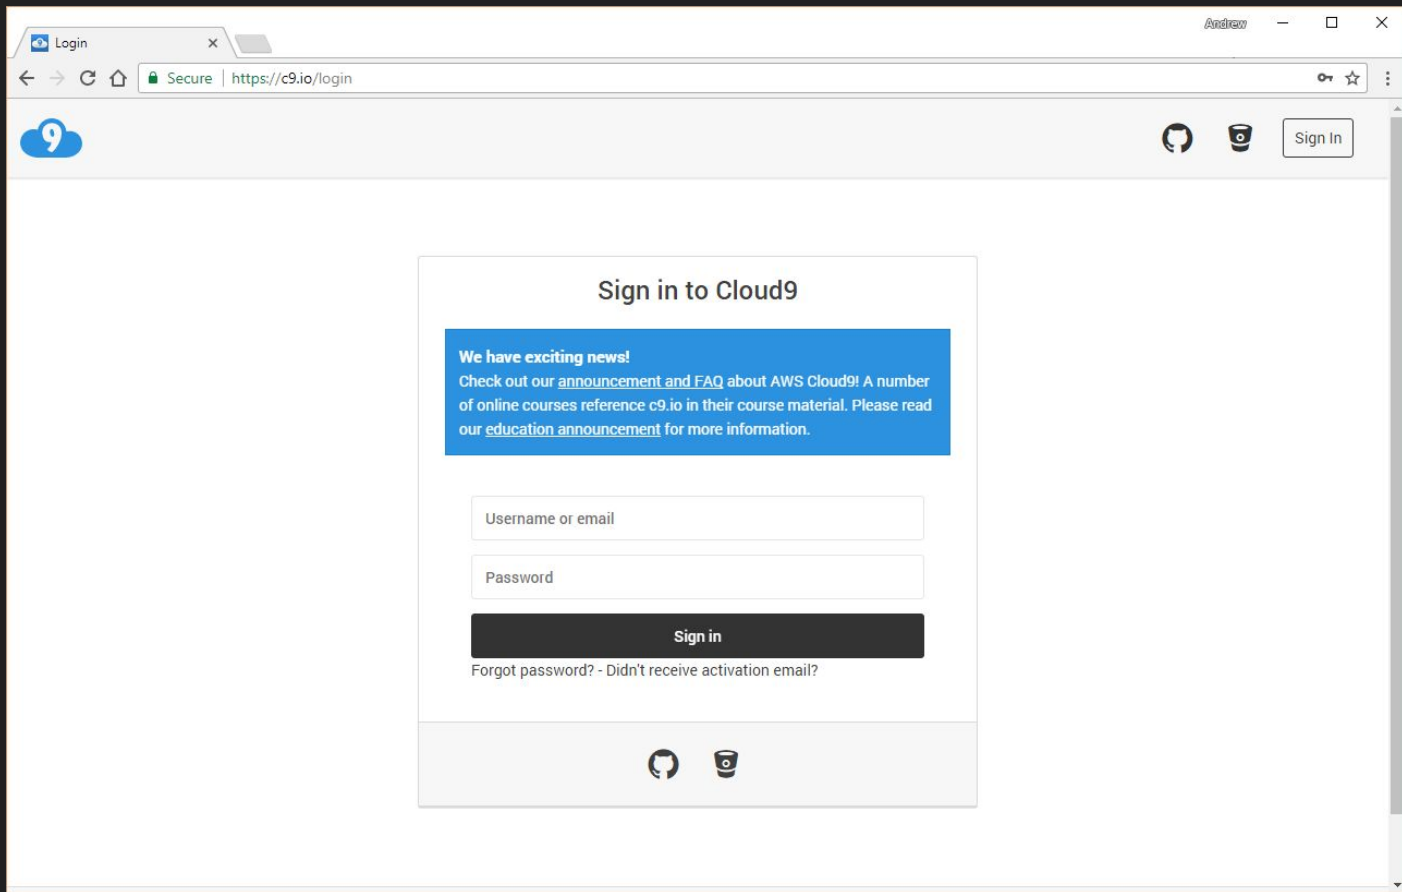 Andrew
Login
Secure | https://c9.io/login
9
Sign In
Sign in to Cloud9
We have exciting news!
Check out our announcement and FAQ about AWS Cloud9! A number
of online courses reference c9.io in their course material. Please read
our education announcement for more information.
Username or email
Password
Sign in
Forgot password? - Didn't receive activation email?